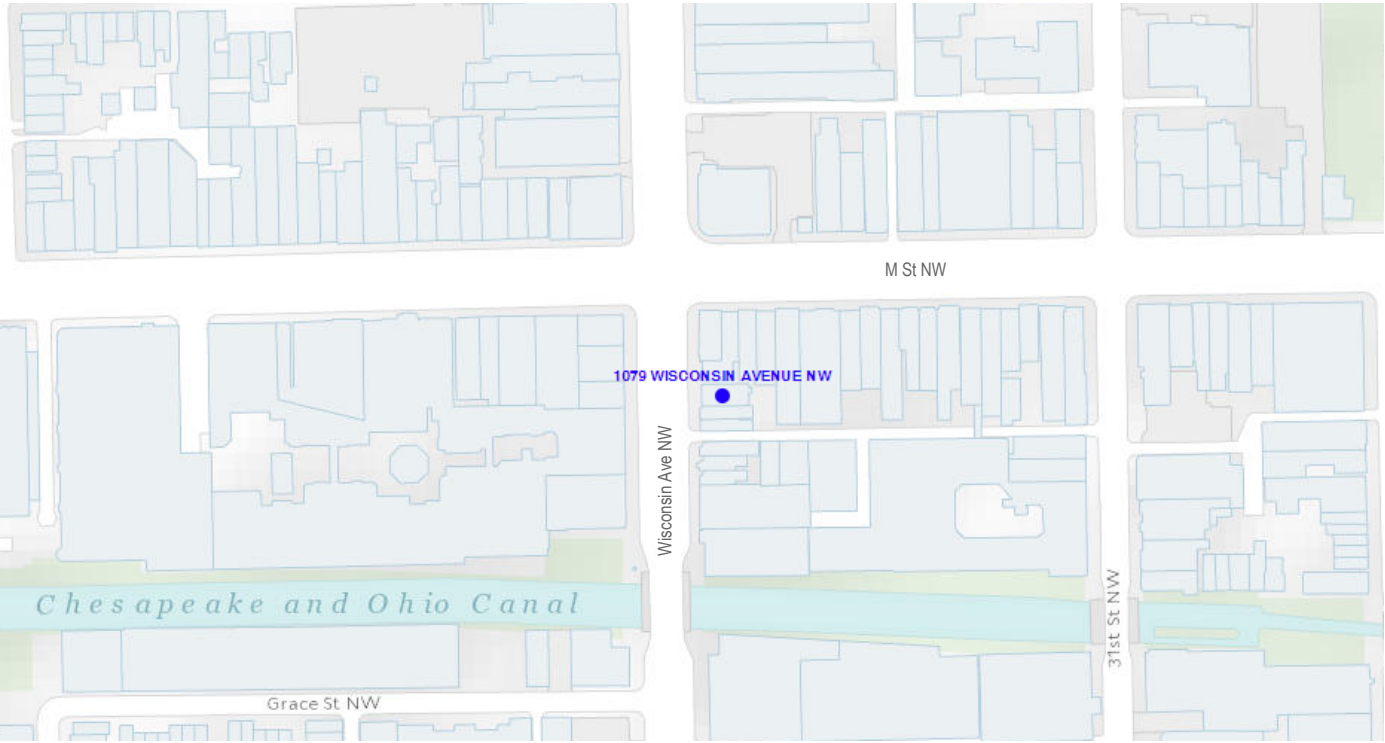 M St NW
1079 WISCONSIN AVENUE NW
Wisconsin Ave NW
Chesapeake and Ohio Canal
31st St NW
Grace St NW